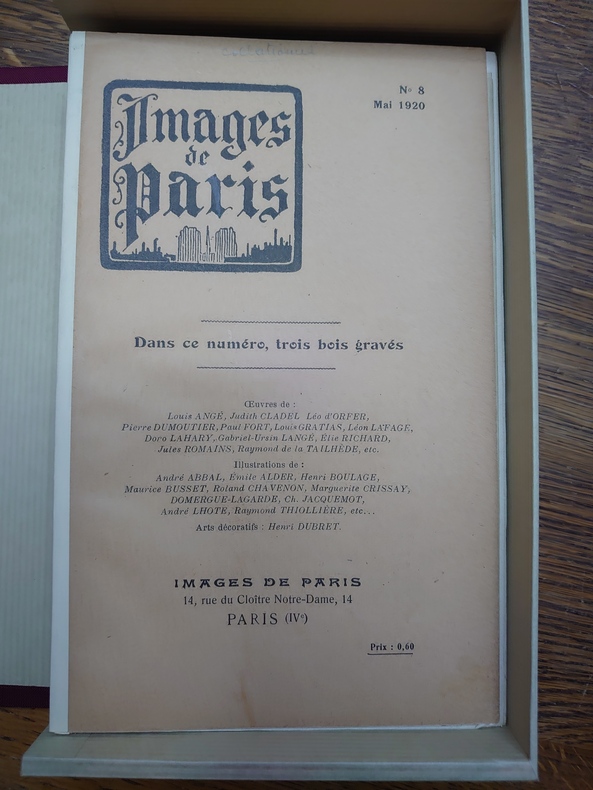 Nº 8
Mai 1920
Images
de
Paris
Dans ce numéro, trois bois gravés
Œuvres de :
Louis ANGÉ, Judith CLADEL Léo d'ORFER,
Pierre DUMOUTIER, Paul FORT, Louis GRATIAS, Léon LAFAGE,
Doro LAHARY, Gabriel-Ursin LANGÉ, Élie RICHARD,
Jules ROMAINS, Raymond de la TAILHÈDE, etc.
Illustrations de :
André ABBAL, Émile ALDER, Henri BOULAGE,
Maurice BUSSET, Roland CHAVENON, Marguerite CRISSAY,
DOMERGUE-LAGARDE, Ch. JACQUEMOT,
André LHOTE, Raymond THIOLLIÈRE, etc...
Arts décoratifs : Henri DUBRET.
IMAGES DE PARIS
14, rue du Cloître Notre-Dame, 14
PARIS (IVe)
Prix : 0,60